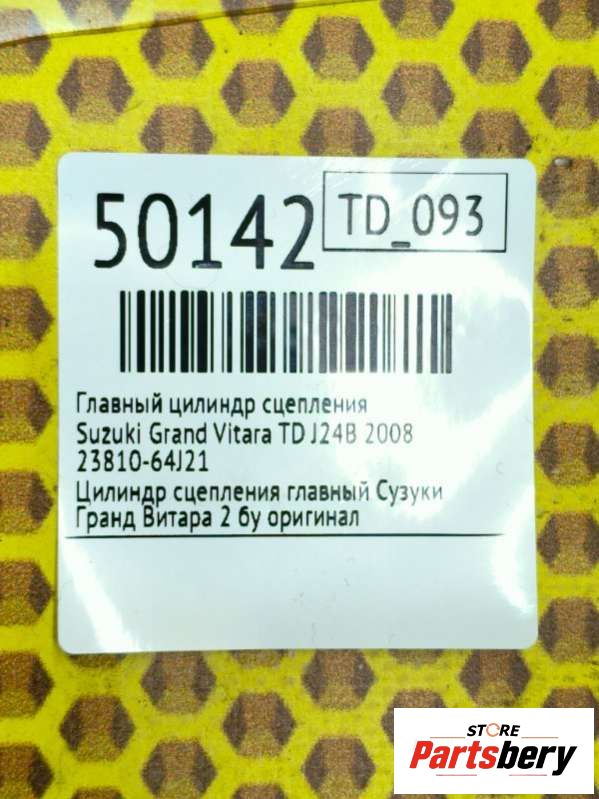 50142 TD_093
Главный цилиндр сцепления
Suzuki Grand Vitara TD J24B 2008
23810-64J21
Цилиндр сцепления главный Сузуки
Гранд Витара 2 бу оригинал
STORE
Partsbery